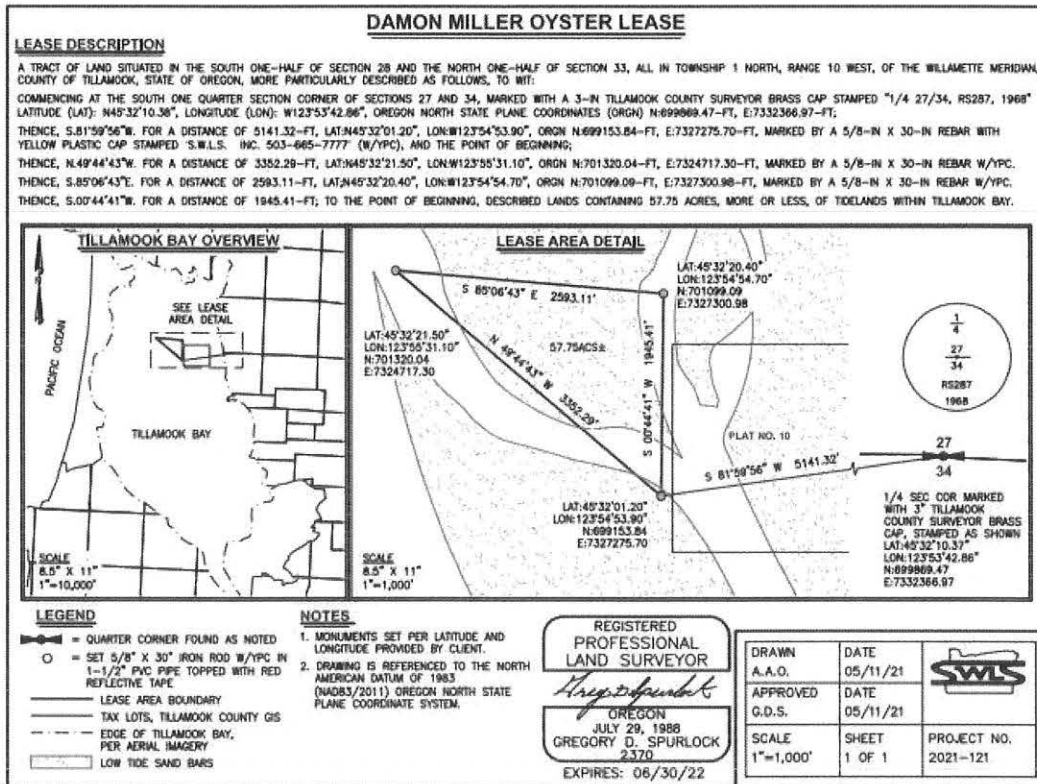 DAMON MILLER OYSTER LEASE
LEASE DESCRIPTION
A TRACT OF LAND SITUATED IN THE SOUTH ONE-HALF OF SECTION 28 AND THE NORTH ONE-HALF OF SECTION 33, ALL IN TOWNSHIP 1 NORTH, RANGE 10 WEST, OF THE WILLAMETTE MERIDIAN,
COUNTY OF TILLAMOOK, STATE OF OREGON, MORE PARTICULARLY DESCRIBED AS FOLLOWS, TO WIT:
COMMENCING AT THE SOUTH ONE QUARTER SECTION CORNER OF SECTIONS 27 AND 34, MARKED WITH A 3-IN TILLAMOOK COUNTY SURVEYOR BRASS CAP STAMPED "1/4 27/34, RS287, 1968"
LATITUDE (LAT): N45°32'10.38", LONGITUDE (LON): W123°53'42.86", OREGON NORTH STATE PLANE COORDINATES (ORGN) N:699869.47-FT, E:7332366.97-FT;
THENCE, S.81°59'56"W. FOR A DISTANCE OF 5141.32-FT, LAT:N45°32'01.20", LON:W123°54'53.90", ORGN N:699153.84-FT, E:7327275.70-FT, MARKED BY A 5/8-IN X 30-IN REBAR WITH
YELLOW PLASTIC CAP STAMPED "S.W.L.S. INC. 503-665-7777" (W/YPC), AND THE POINT OF BEGINNING;
THENCE, N.49°44'43"W. FOR A DISTANCE OF 3352.29-FT, LAT:N45°32'21.50", LON:W123°55'31.10", ORGN N:701320.04-FT, E:7324717.30-FT, MARKED BY A 5/8-IN X 30-IN REBAR W/YPC.
THENCE, S.85°06'43"E. FOR A DISTANCE OF 2593.11-FT, LAT;N45°32'20.40", LON:W123°54'54.70", ORGN N:701099.09-FT, E:7327300.98-FT, MARKED BY A 5/8-IN X 30-IN REBAR W/YPC.
THENCE, S.00°44'41"W. FOR A DISTANCE OF 1945.41-FT; TO THE POINT OF BEGINNING, DESCRIBED LANDS CONTAINING 57.75 ACRES, MORE OR LESS, OF TIDELANDS WITHIN TILLAMOOK BAY.
TILLAMOOK BAY OVERVIEW
PACIFIC OCEAN
SEE LEASE
AREA DETAIL
TILLAMOOK BAY
SCALE
8.5" X 11"
1"=10,000'
LEASE AREA DETAIL
S 85°06'43" E 2593.11'
LAT:45°32'20.40"
LON:123°54'54.70"
N:701099.09
E:7327300.98
LAT:45°32'21.50"
LON:123°55'31.10"
N:701320.04
E:7324717.30
57.75ACS±
N 49°44'43" W 3352.29'
S 00°44'41" W 1945.41'
PLAT NO. 10
S 81°59'56" W 5141.32'
LAT:45°32'01.20"
LON:123°54'53.90"
N:699153.84
E:7327275.70
SCALE
8.5" X 11"
1"=1,000'
1
4
27
34
RS287
1968
27
34
1/4 SEC COR MARKED
WITH 3" TILLAMOOK
COUNTY SURVEYOR BRASS
CAP, STAMPED AS SHOWN
LAT:45°32'10.37"
LON:123°53'42.86"
N:699869.47
E:7332366.97
LEGEND
= QUARTER CORNER FOUND AS NOTED
= SET 5/8" X 30" IRON ROD W/YPC IN
1-1/2" PVC PIPE TOPPED WITH RED
REFLECTIVE TAPE
LEASE AREA BOUNDARY
TAX LOTS, TILLAMOOK COUNTY GIS
EDGE OF TILLAMOOK BAY,
PER AERIAL IMAGERY
LOW TIDE SAND BARS
NOTES
1. MONUMENTS SET PER LATITUDE AND
LONGITUDE PROVIDED BY CLIENT.
2. DRAWING IS REFERENCED TO THE NORTH
AMERICAN DATUM OF 1983
(NAD83/2011) OREGON NORTH STATE
PLANE COORDINATE SYSTEM.
REGISTERED
PROFESSIONAL
LAND SURVEYOR
Greg D Spurlock
OREGON
JULY 29, 1988
GREGORY D. SPURLOCK
2370
EXPIRES: 06/30/22
DRAWN DATE
A.A.O. 05/11/21
APPROVED DATE
G.D.S. 05/11/21
SWLS
SCALE SHEET PROJECT NO.
1"=1,000' 1 OF 1 2021-121